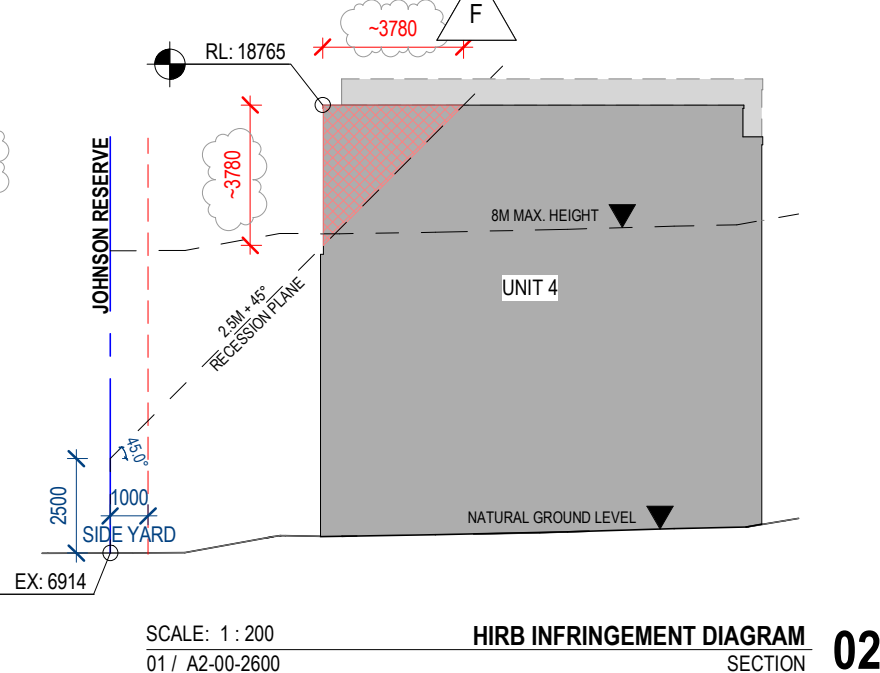 F
~3780
RL: 18765
~3780
JOHNSON RESERVE
8M MAX. HEIGHT
UNIT 4
2.5M + 45°
RECESSION PLANE
45.0°
2500
1000
SIDE YARD
NATURAL GROUND LEVEL
EX: 6914
SCALE: 1 : 200
HIRB INFRINGEMENT DIAGRAM
02
01 / A2-00-2600
SECTION